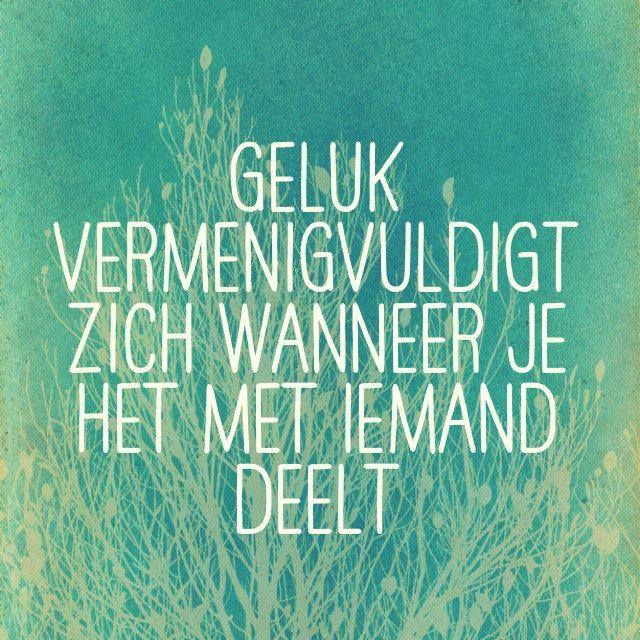 GELUK
VERMENIGVULDIGT
ZICH WANNEER JE
HET MET IEMAND
DEELT